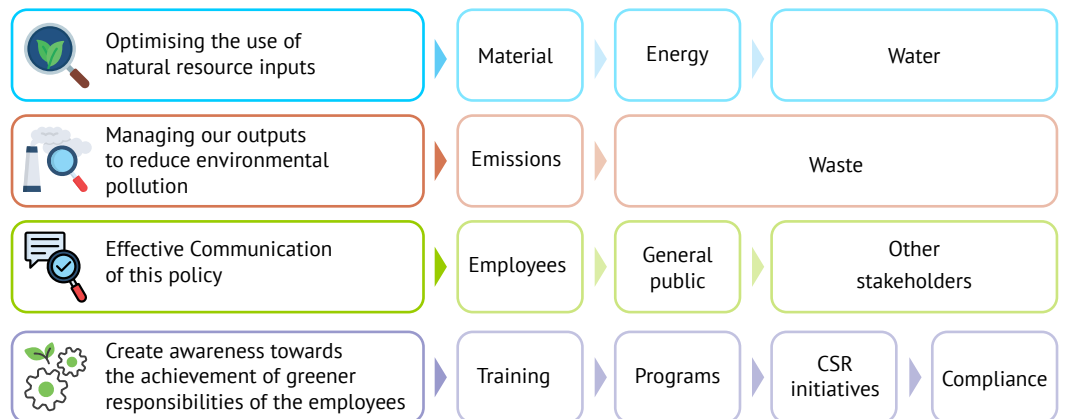 Optimising the use of
natural resource inputs
Material
Energy
Water
Managing our outputs
to reduce environmental
pollution
Emissions
Waste
Effective Communication
of this policy
Employees
General
public
Other
stakeholders
Create awareness towards
the achievement of greener
responsibilities of the employees
Training
Programs
CSR
initiatives
Compliance